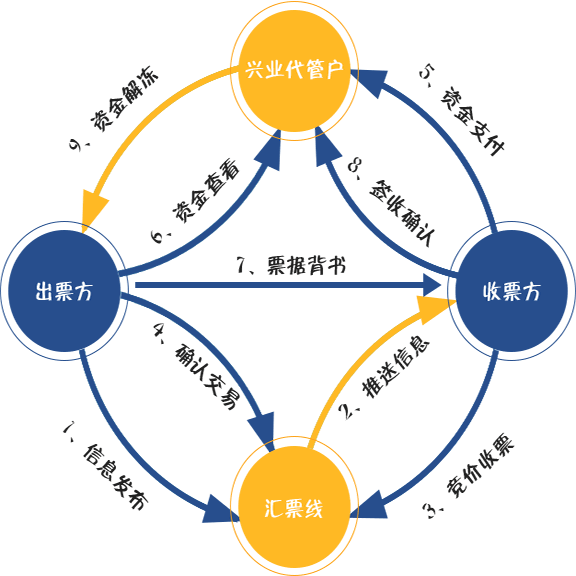 兴业代管户
5、资金支付
9、资金解冻
6、资金查看
8、签收确认
7、票据背书
出票方
收票方
4、确认交易
2、推送信息
1、信息发布
3、竞价收票
汇票线